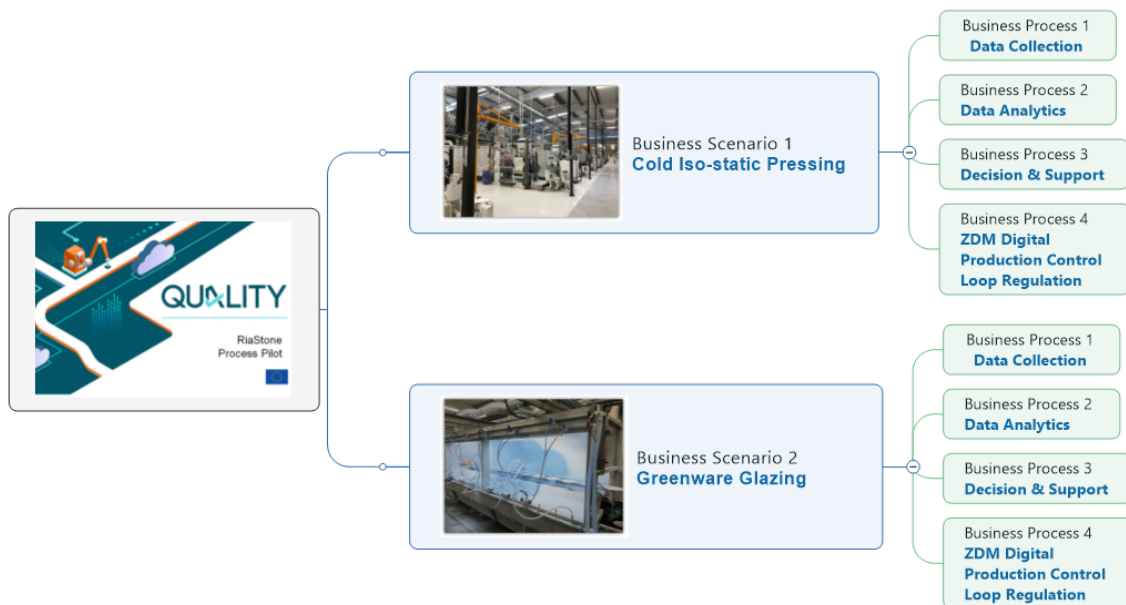 QUALITY
RiaStone
Process Pilot
Business Scenario 1
Cold Iso-static Pressing
Business Process 1
Data Collection
Business Process 2
Data Analytics
Business Process 3
Decision & Support
Business Process 4
ZDM Digital
Production Control
Loop Regulation
Business Scenario 2
Greenware Glazing
Business Process 1
Data Collection
Business Process 2
Data Analytics
Business Process 3
Decision & Support
Business Process 4
ZDM Digital
Production Control
Loop Regulation